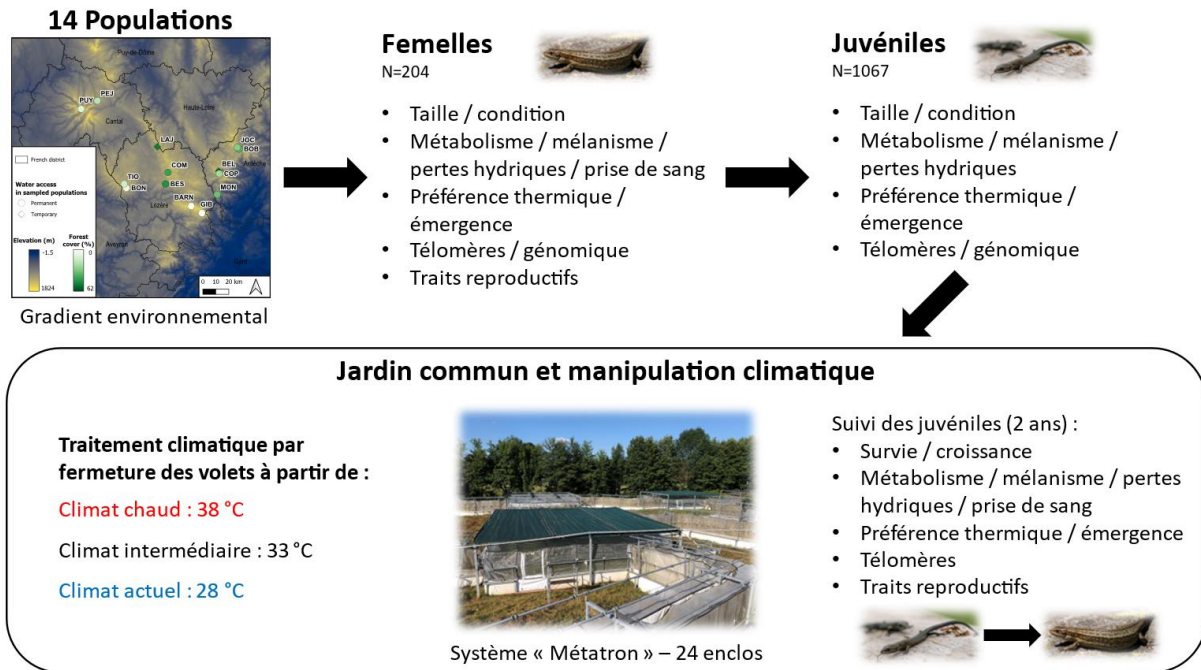 14 Populations
Puy-de-Dôme
PUY
PEJ
Cantal
Haute-Loire
LAJ
JOC
BOB
Ardèche
COM
BEL
COP
TIO
BES
BON
MON
BARN
GIB
Lozère
Aveyron
Gard
French district
Water access
in sampled populations
Permanent
Temporary
Elevation (m)
-1.5
1824
Forest
cover (%)
0
62
0 10 20 km
Gradient environnemental
Femelles
N=204
• Taille / condition
• Métabolisme / mélanisme /
pertes hydriques / prise de sang
• Préférence thermique /
émergence
• Télomères / génomique
• Traits reproductifs
Juvéniles
N=1067
• Taille / condition
• Métabolisme / mélanisme /
pertes hydriques
• Préférence thermique /
émergence
• Télomères / génomique
Jardin commun et manipulation climatique
Traitement climatique par
fermeture des volets à partir de :
Climat chaud : 38 °C
Climat intermédiaire : 33 °C
Climat actuel : 28 °C
Système « Métatron » – 24 enclos
Suivi des juvéniles (2 ans) :
• Survie / croissance
• Métabolisme / mélanisme / pertes
hydriques / prise de sang
• Préférence thermique / émergence
• Télomères
• Traits reproductifs